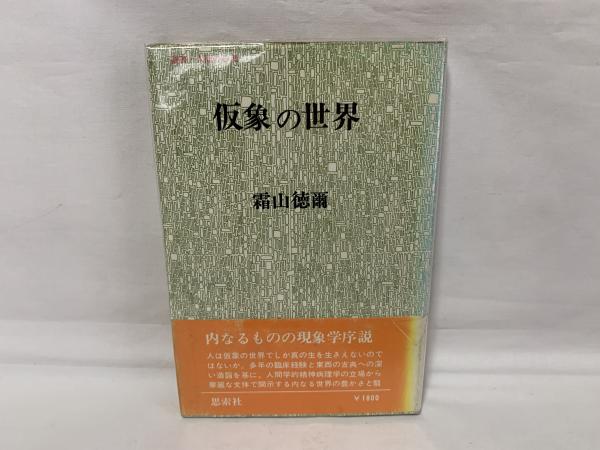 仮象の世界
霜山徳爾
内なるものの現象学序説
人は仮象の世界でしか真の生を生きえないので
はないか。多年の臨床経験と東西の古典への深
い造詣を基に、人間学的精神病理学の立場から
華麗な文体で開示する内なる世界の豊かさと翳
思索社
¥1800